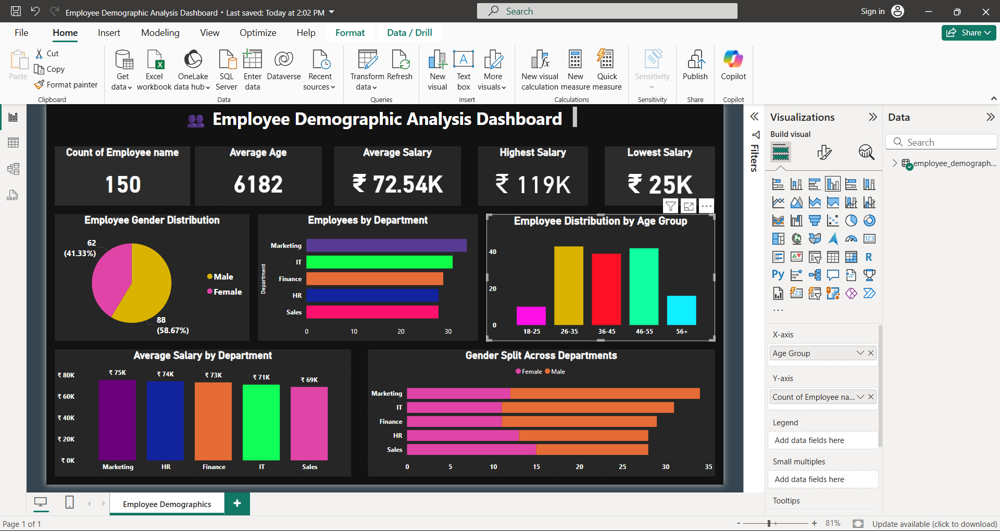 Employee Demographic Analysis Dashboard • Last saved: Today at 2:02 PM
Search
Sign in
File
Home
Insert
Modeling
View
Optimize
Help
Format
Data / Drill
Share
Paste
Cut
Copy
Format painter
Clipboard
Get data
Excel workbook
OneLake data hub
SQL Server
Enter data
Dataverse
Recent sources
Data
Transform data
Refresh
Queries
New visual
Text box
More visuals
Insert
New visual calculation
New measure
Quick measure
Calculations
Sensitivity
Sensitivity
Publish
Share
Copilot
Copilot
DAX
Employee Demographic Analysis Dashboard
Count of Employee name
150
Average Age
6182
Average Salary
₹ 72.54K
Highest Salary
₹ 119K
Lowest Salary
₹ 25K
Employee Gender Distribution
62
(41.33%)
88
(58.67%)
Male
Female
Employees by Department
Department
Marketing
IT
Finance
HR
Sales
0 10 20 30
Employee Distribution by Age Group
40
20
0
18-25 26-35 36-45 46-55 56+
Average Salary by Department
₹ 80K
₹ 60K
₹ 40K
₹ 20K
₹ 0K
₹ 75K ₹ 74K ₹ 73K ₹ 71K ₹ 69K
Marketing HR Finance IT Sales
Gender Split Across Departments
Female Male
Marketing
IT
Finance
HR
Sales
0 5 10 15 20 25 30 35
Filters
Visualizations
Build visual
123
R
Py
123
...
X-axis
Age Group
Y-axis
Count of Employee na...
Legend
Add data fields here
Small multiples
Add data fields here
Tooltips
Data
Search
employee_demograph...
Employee Demographics
Page 1 of 1
- + 81%
Update available (click to download)